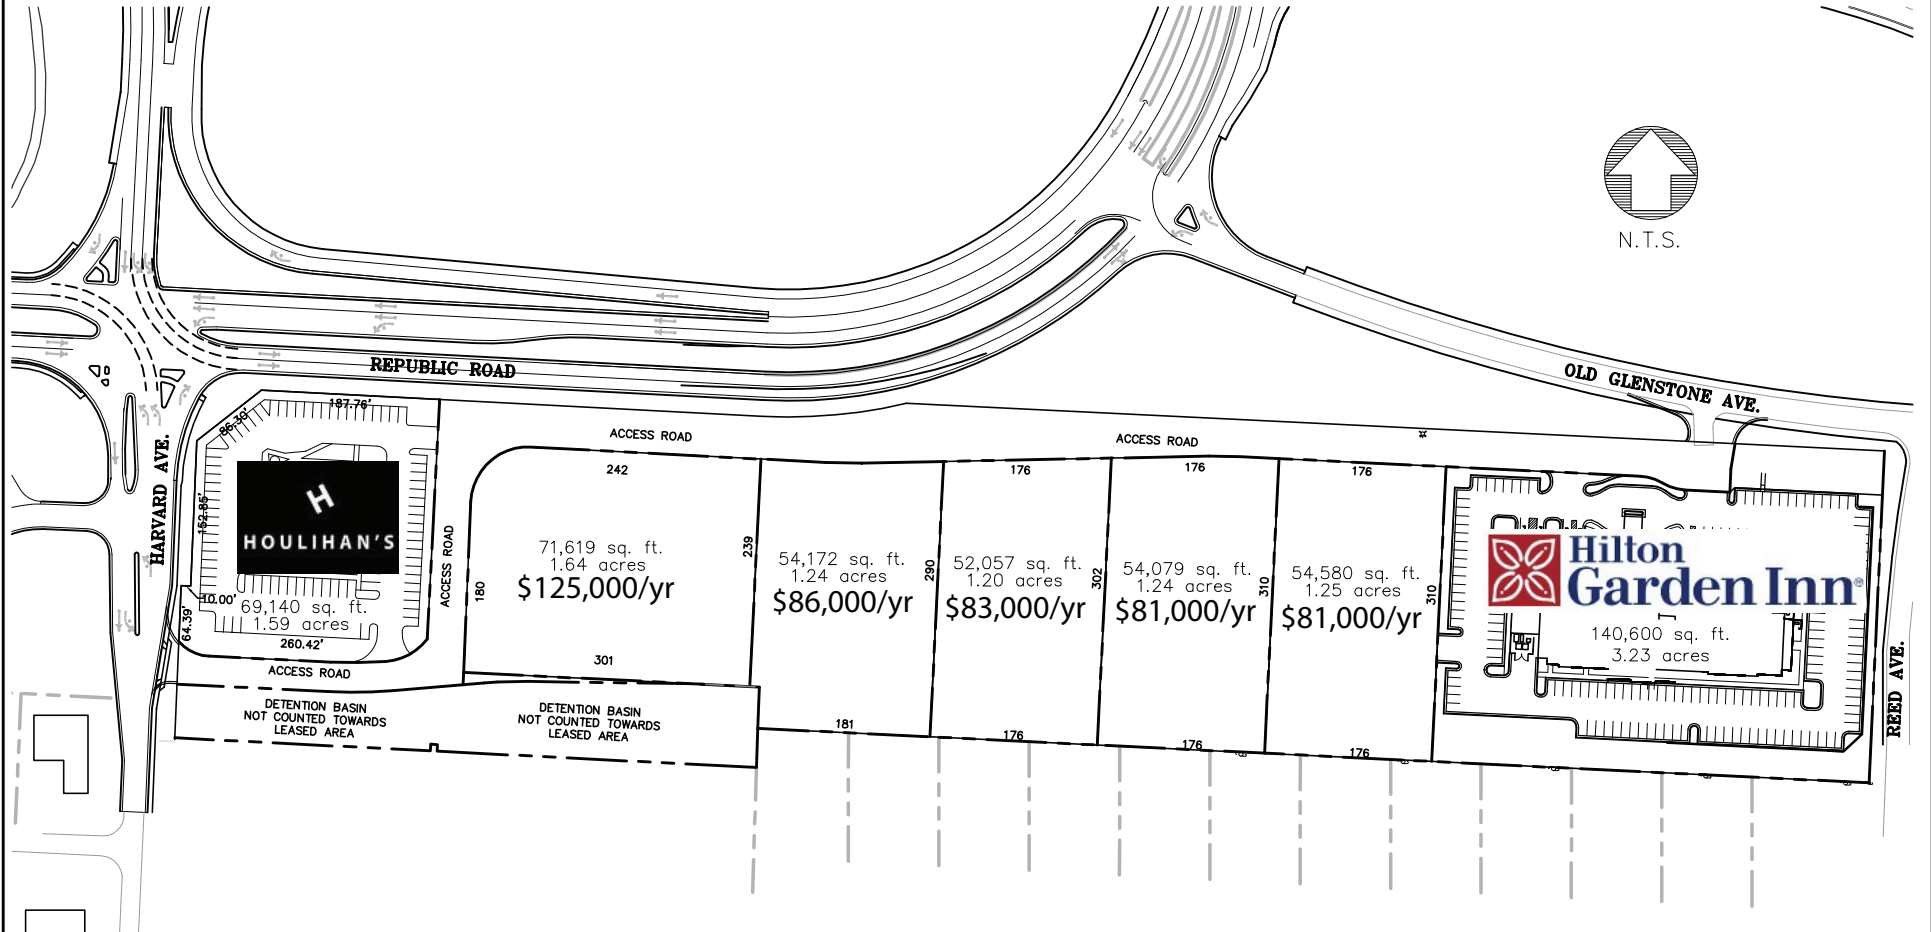 N.T.S.
REPUBLIC ROAD
OLD GLENSTONE AVE.
HARVARD AVE.
REED AVE.
ACCESS ROAD
ACCESS ROAD
ACCESS ROAD
ACCESS ROAD
187.76'
86.30'
152.85'
10.00'
64.39'
260.42'
H
HOULIHAN'S
69,140 sq. ft.
1.59 acres
DETENTION BASIN
NOT COUNTED TOWARDS
LEASED AREA
DETENTION BASIN
NOT COUNTED TOWARDS
LEASED AREA
242
180
239
301
71,619 sq. ft.
1.64 acres
$125,000/yr
54,172 sq. ft.
1.24 acres
$86,000/yr
290
181
176
52,057 sq. ft.
1.20 acres
$83,000/yr
302
176
176
54,079 sq. ft.
1.24 acres
$81,000/yr
310
176
176
54,580 sq. ft.
1.25 acres
$81,000/yr
310
176
Hilton
Garden Inn®
140,600 sq. ft.
3.23 acres